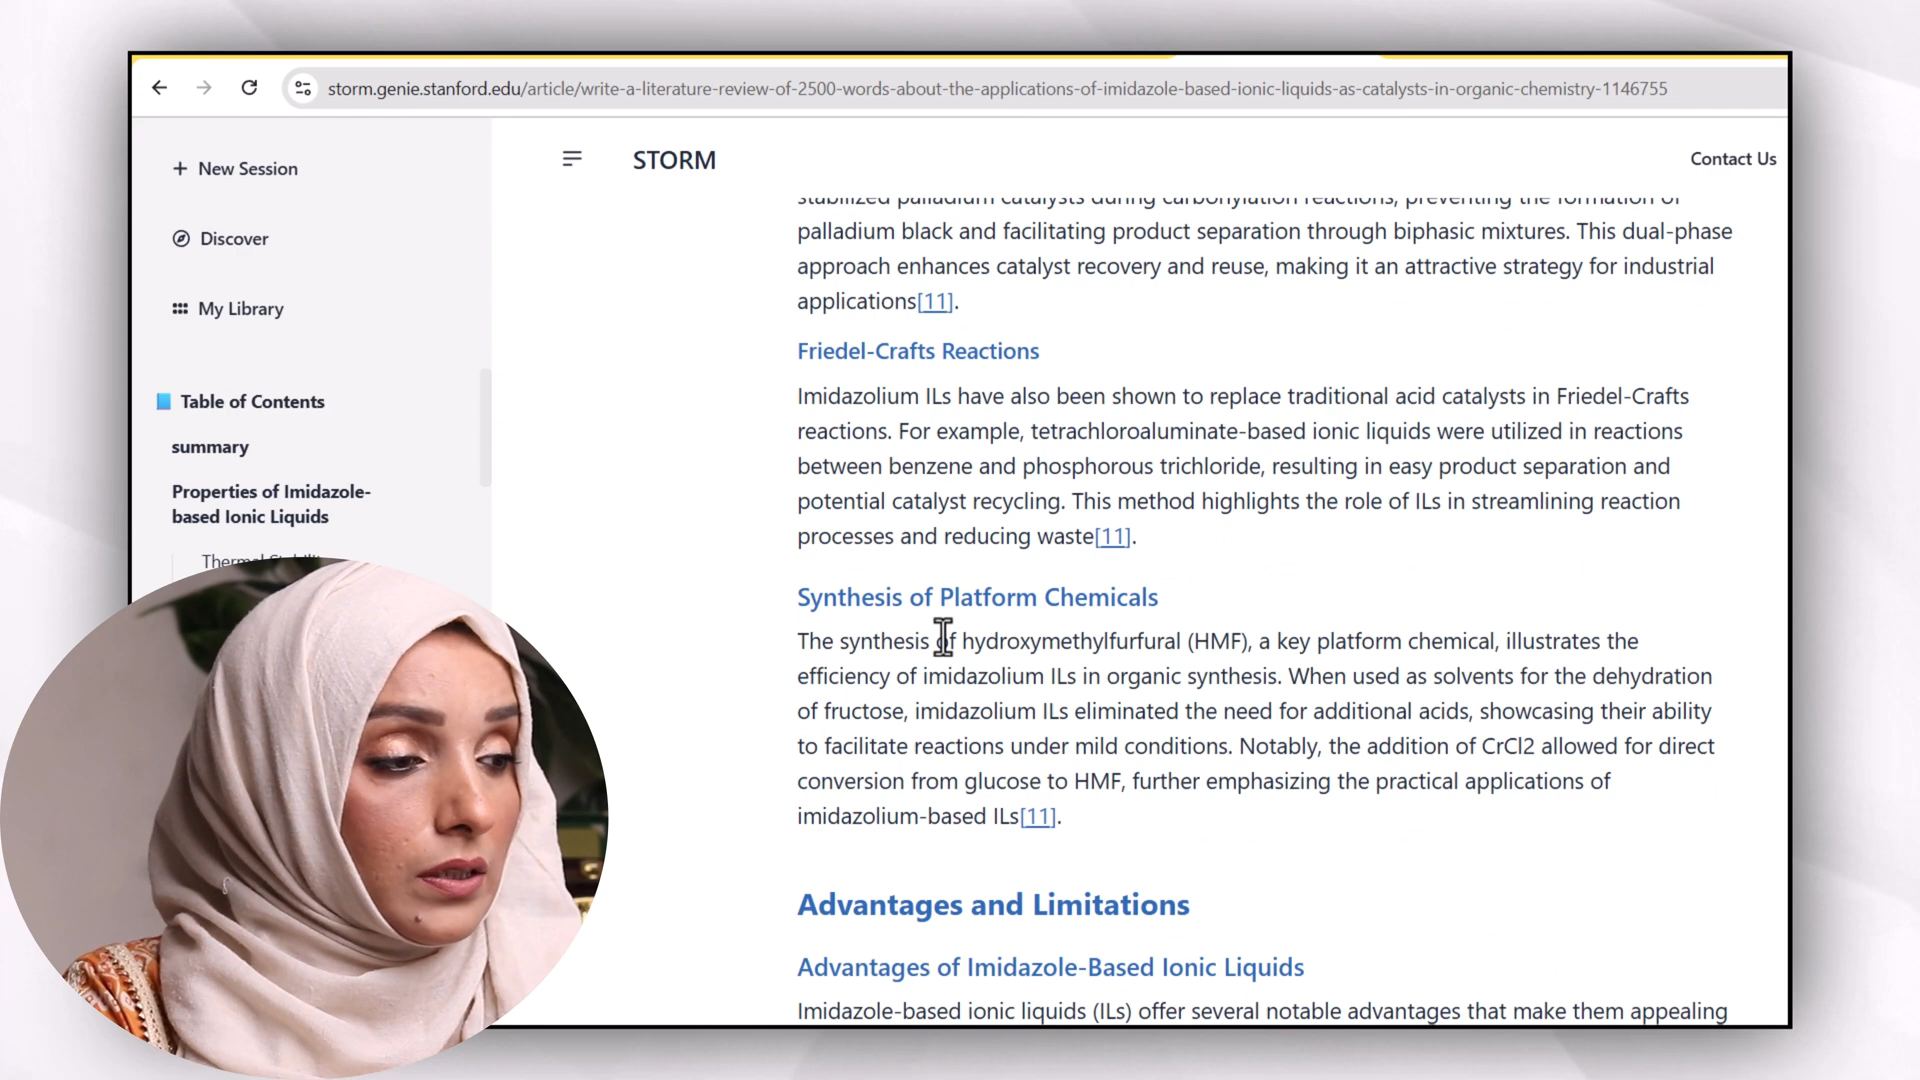 storm.genie.stanford.edu/article/write-a-literature-review-of-2500-words-about-the-applications-of-imidazole-based-ionic-liquids-as-catalysts-in-organic-chemistry-1146755
New Session
Discover
My Library
Table of Contents
summary
Properties of Imidazole-
based Ionic Liquids
STORM
Contact Us
stabilized palladium catalysts during carbonylation reactions, preventing the formation of
palladium black and facilitating product separation through biphasic mixtures. This dual-phase
approach enhances catalyst recovery and reuse, making it an attractive strategy for industrial
applications[11].
Friedel-Crafts Reactions
Imidazolium ILs have also been shown to replace traditional acid catalysts in Friedel-Crafts
reactions. For example, tetrachloroaluminate-based ionic liquids were utilized in reactions
between benzene and phosphorous trichloride, resulting in easy product separation and
potential catalyst recycling. This method highlights the role of ILs in streamlining reaction
processes and reducing waste[11].
Synthesis of Platform Chemicals
The synthesis of hydroxymethylfurfural (HMF), a key platform chemical, illustrates the
efficiency of imidazolium ILs in organic synthesis. When used as solvents for the dehydration
of fructose, imidazolium ILs eliminated the need for additional acids, showcasing their ability
to facilitate reactions under mild conditions. Notably, the addition of CrCl2 allowed for direct
conversion from glucose to HMF, further emphasizing the practical applications of
imidazolium-based ILs[11].
Advantages and Limitations
Advantages of Imidazole-Based Ionic Liquids
Imidazole-based ionic liquids (ILs) offer several notable advantages that make them appealing